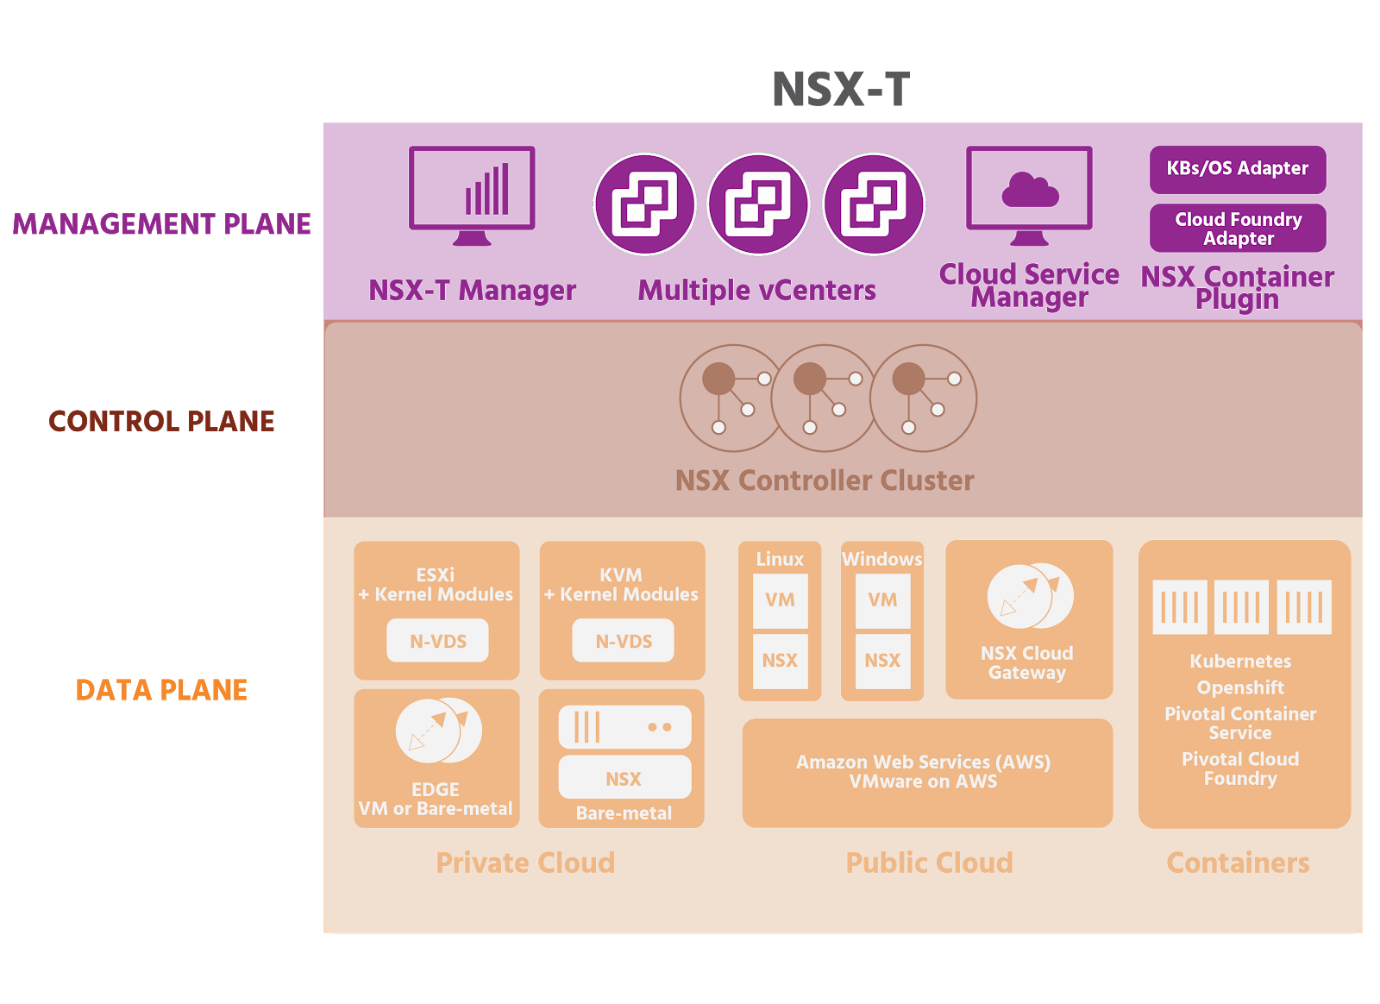 NSX-T
MANAGEMENT PLANE
NSX-T Manager
Multiple vCenters
Cloud Service
Manager
KBs/OS Adapter
Cloud Foundry
Adapter
NSX Container
Plugin
CONTROL PLANE
NSX Controller Cluster
DATA PLANE
ESXi
+ Kernel Modules
N-VDS
KVM
+ Kernel Modules
N-VDS
EDGE
VM or Bare-metal
NSX
Bare-metal
Private Cloud
Linux
VM
NSX
Windows
VM
NSX
NSX Cloud
Gateway
Amazon Web Services (AWS)
VMware on AWS
Public Cloud
Kubernetes
Openshift
Pivotal Container
Service
Pivotal Cloud
Foundry
Containers